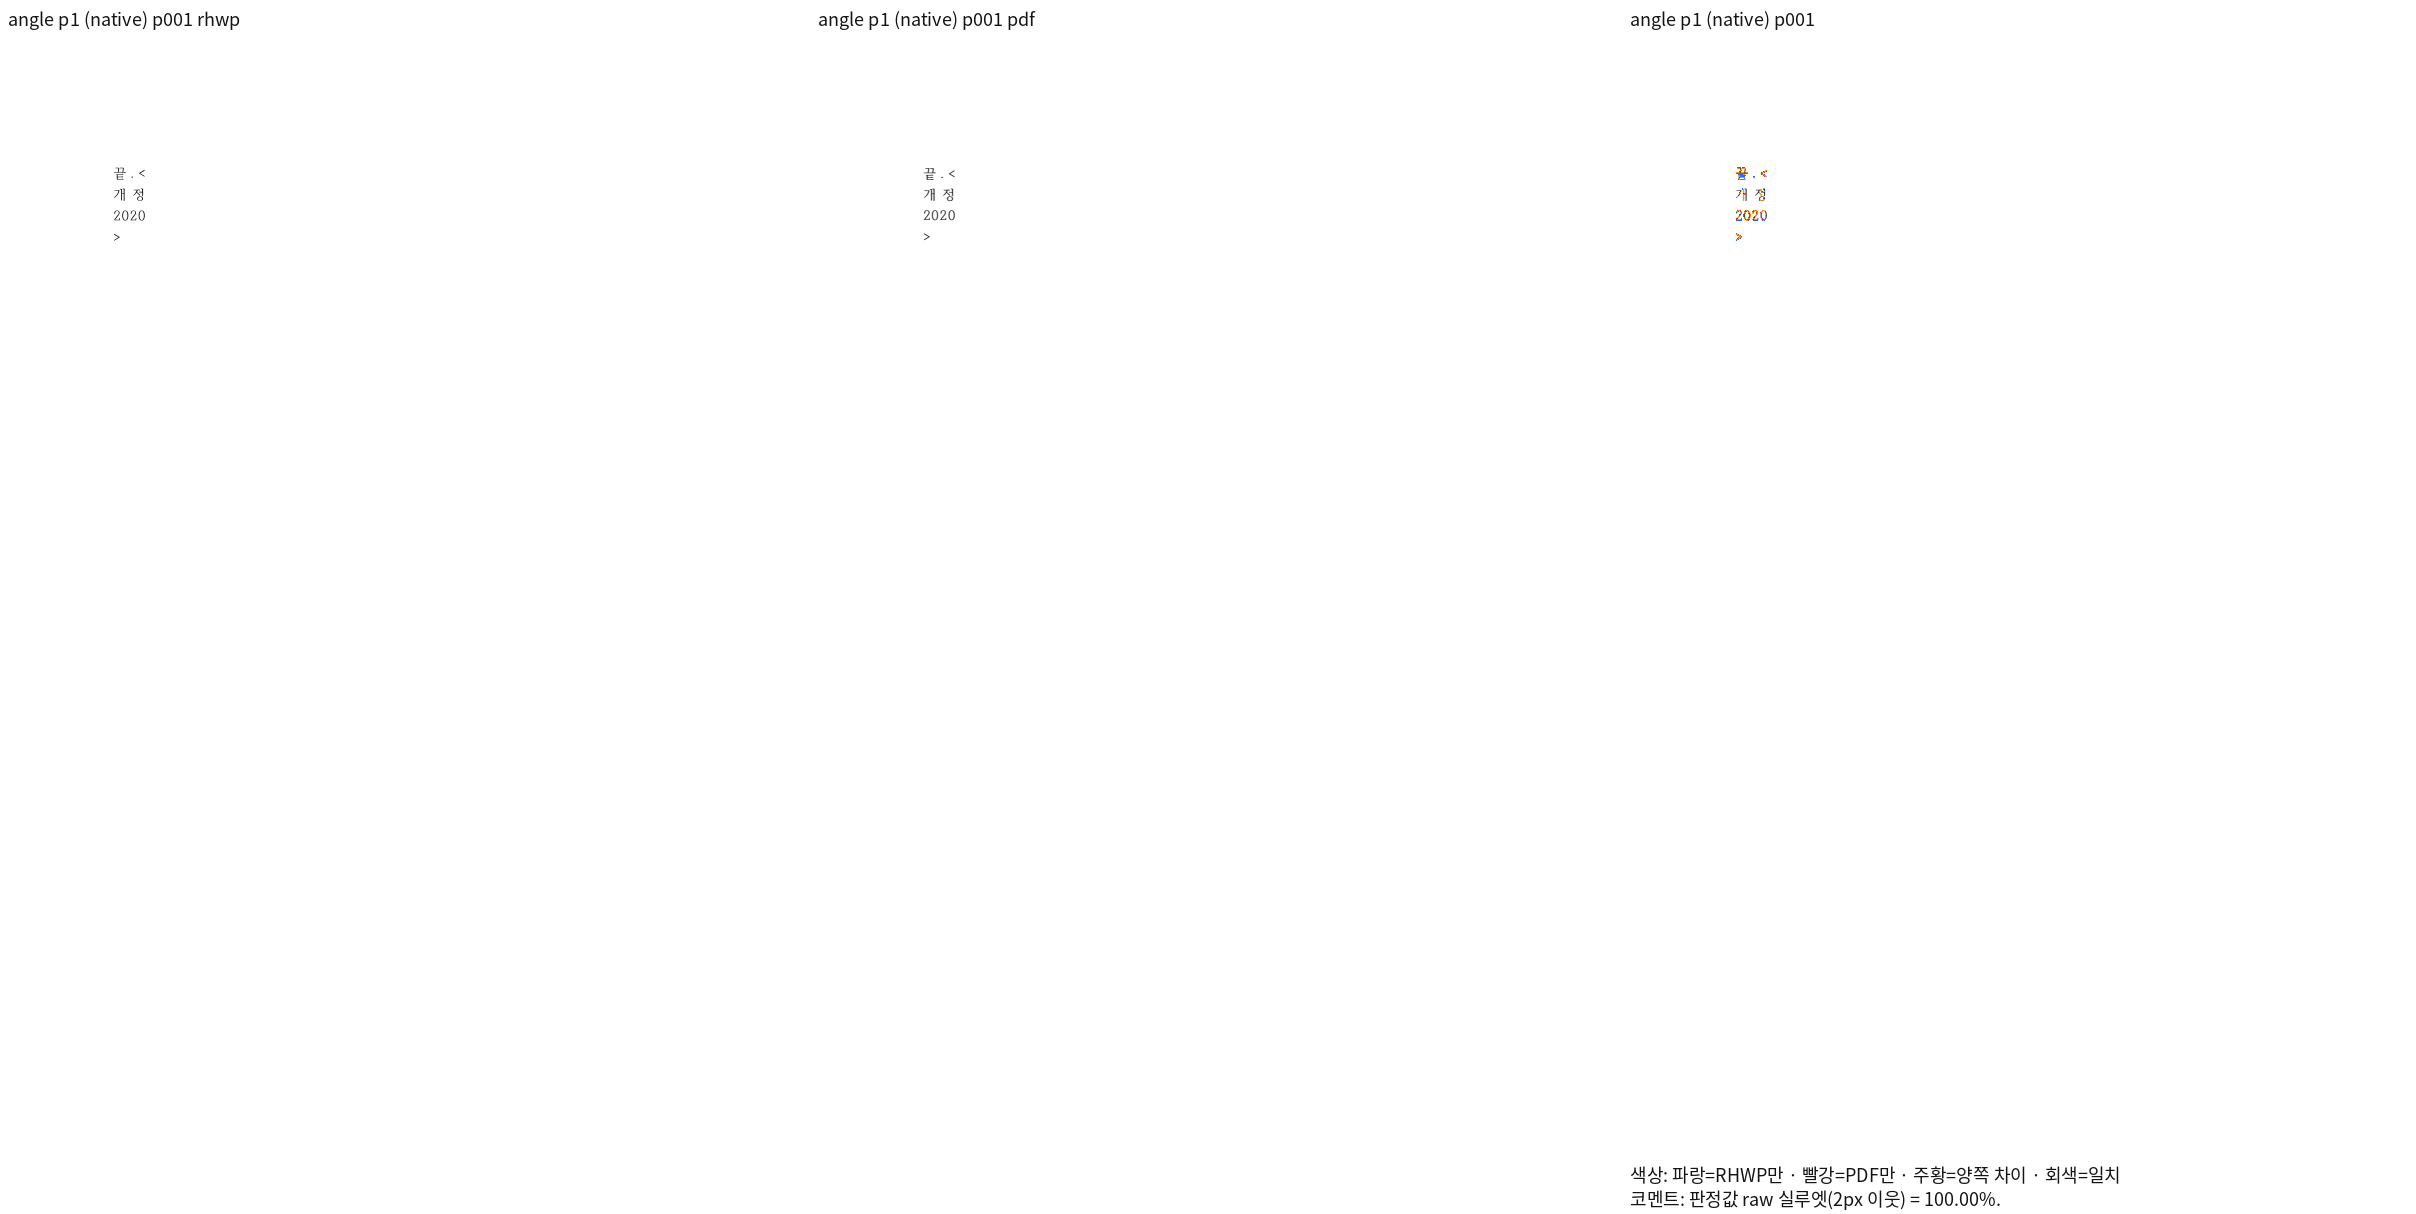 angle p1 (native) p001 rhwp
끝 . <
개 정
2020
>
angle p1 (native) p001 pdf
끝 . <
개 정
2020
>
angle p1 (native) p001
끝 . <
개 정
2020
>
색상: 파랑=RHWP만 · 빨강=PDF만 · 주황=양쪽 차이 · 회색=일치
코멘트: 판정값 raw 실루엣(2px 이웃) = 100.00%.